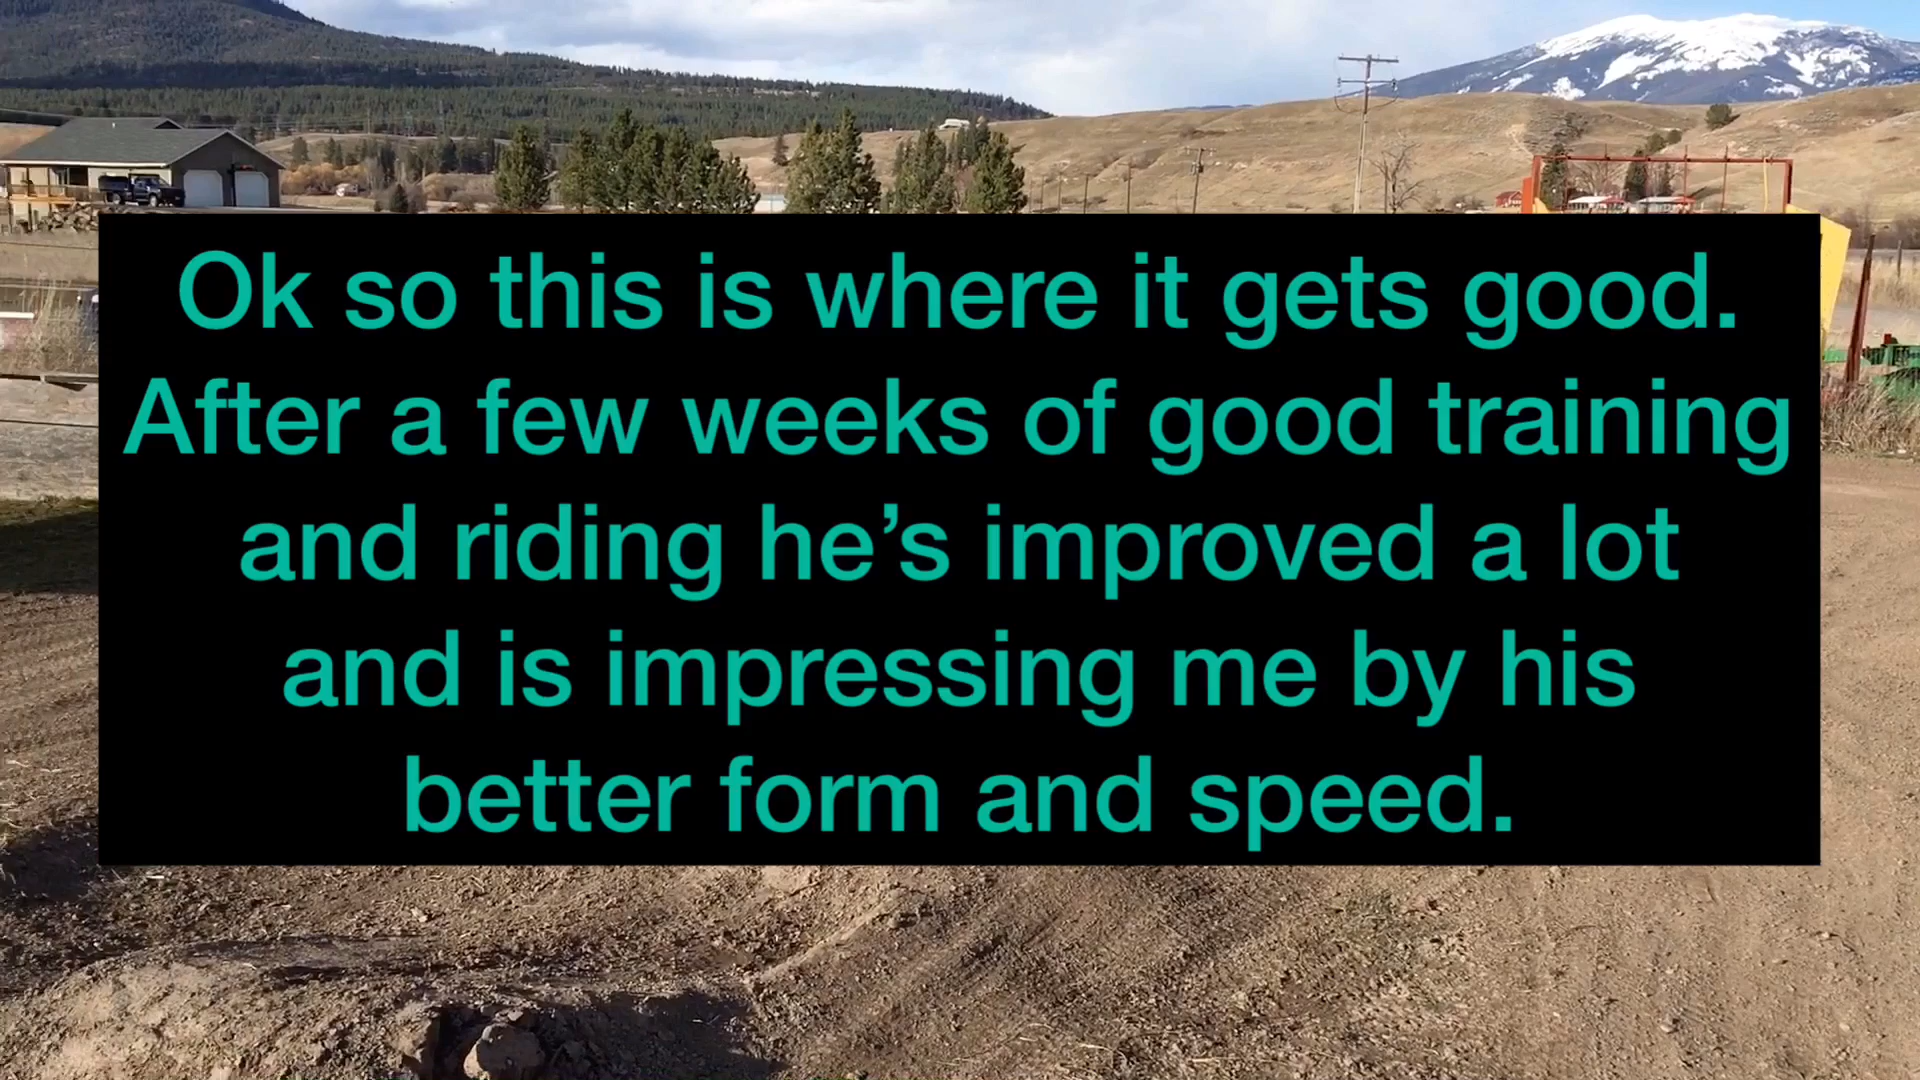 Ok so this is where it gets good.
After a few weeks of good training
and riding he’s improved a lot
and is impressing me by his
better form and speed.